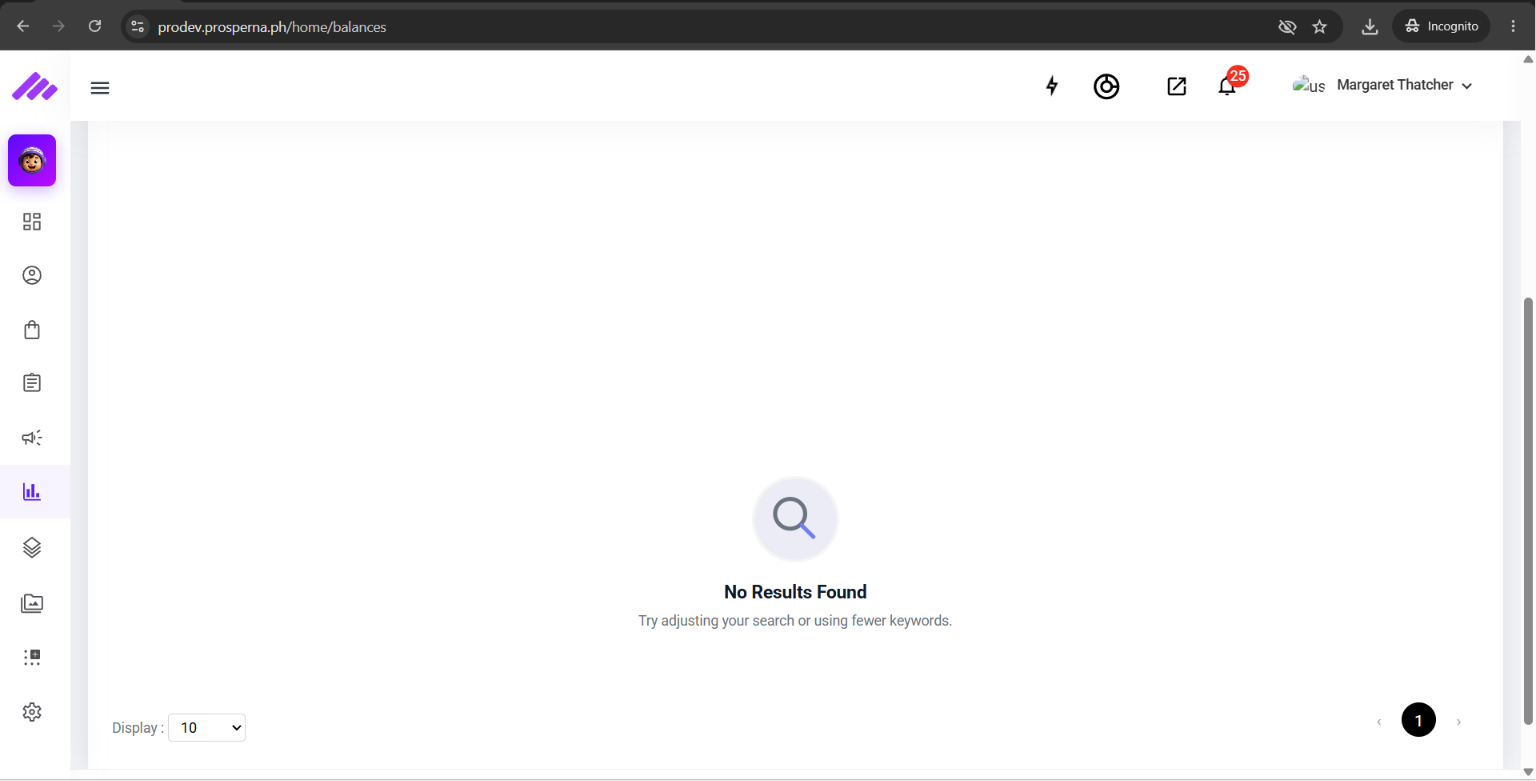 prodev.prosperna.ph/home/balances
Incognito
25
us
Margaret Thatcher
No Results Found
Try adjusting your search or using fewer keywords.
Display :
10
‹ 1 ›